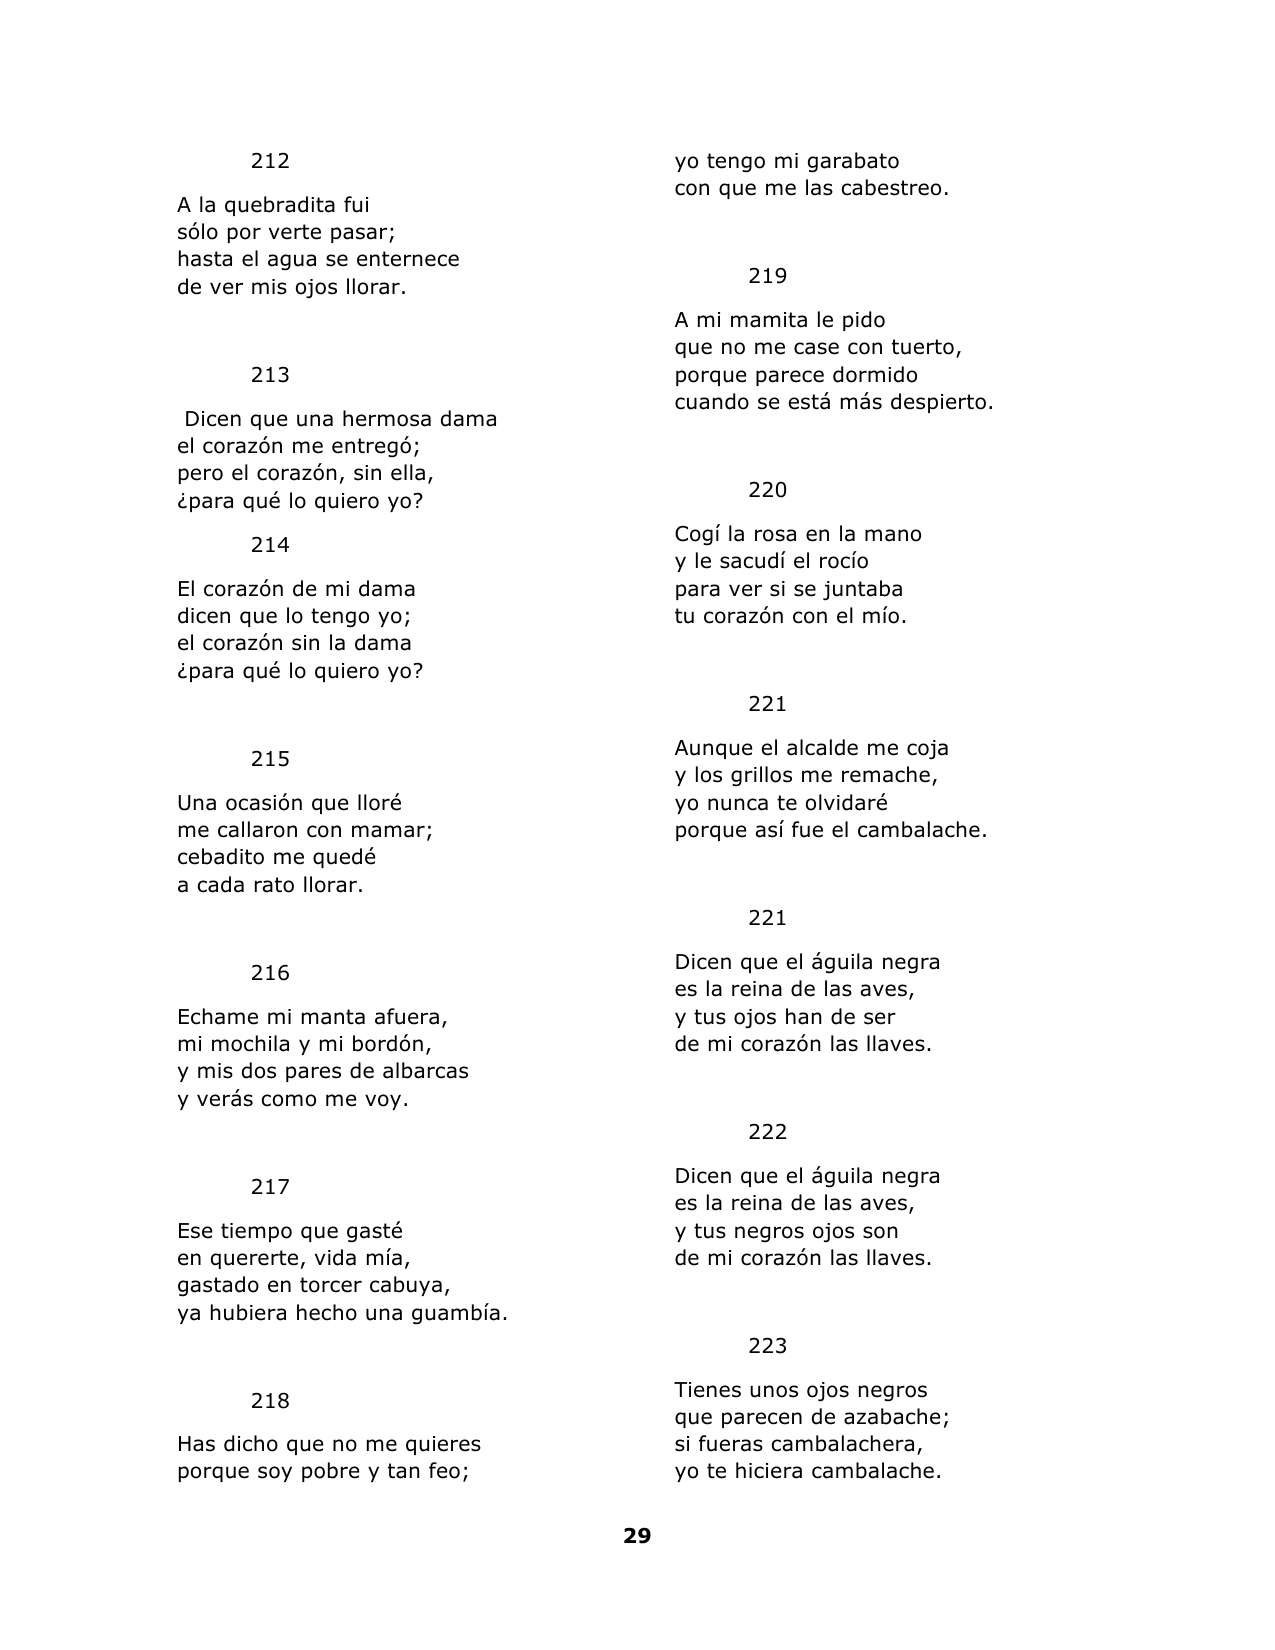 212
A la quebradita fui
sólo por verte pasar;
hasta el agua se enternece
de ver mis ojos llorar.
213
Dicen que una hermosa dama
el corazón me entregó;
pero el corazón, sin ella,
¿para qué lo quiero yo?
214
El corazón de mi dama
dicen que lo tengo yo;
el corazón sin la dama
¿para qué lo quiero yo?
215
Una ocasión que lloré
me callaron con mamar;
cebadito me quedé
a cada rato llorar.
216
Echame mi manta afuera,
mi mochila y mi bordón,
y mis dos pares de albarcas
y verás como me voy.
217
Ese tiempo que gasté
en quererte, vida mía,
gastado en torcer cabuya,
ya hubiera hecho una guambía.
218
Has dicho que no me quieres
porque soy pobre y tan feo;
yo tengo mi garabato
con que me las cabestreo.
219
A mi mamita le pido
que no me case con tuerto,
porque parece dormido
cuando se está más despierto.
220
Cogí la rosa en la mano
y le sacudí el rocío
para ver si se juntaba
tu corazón con el mío.
221
Aunque el alcalde me coja
y los grillos me remache,
yo nunca te olvidaré
porque así fue el cambalache.
221
Dicen que el águila negra
es la reina de las aves,
y tus ojos han de ser
de mi corazón las llaves.
222
Dicen que el águila negra
es la reina de las aves,
y tus negros ojos son
de mi corazón las llaves.
223
Tienes unos ojos negros
que parecen de azabache;
si fueras cambalachera,
yo te hiciera cambalache.
29